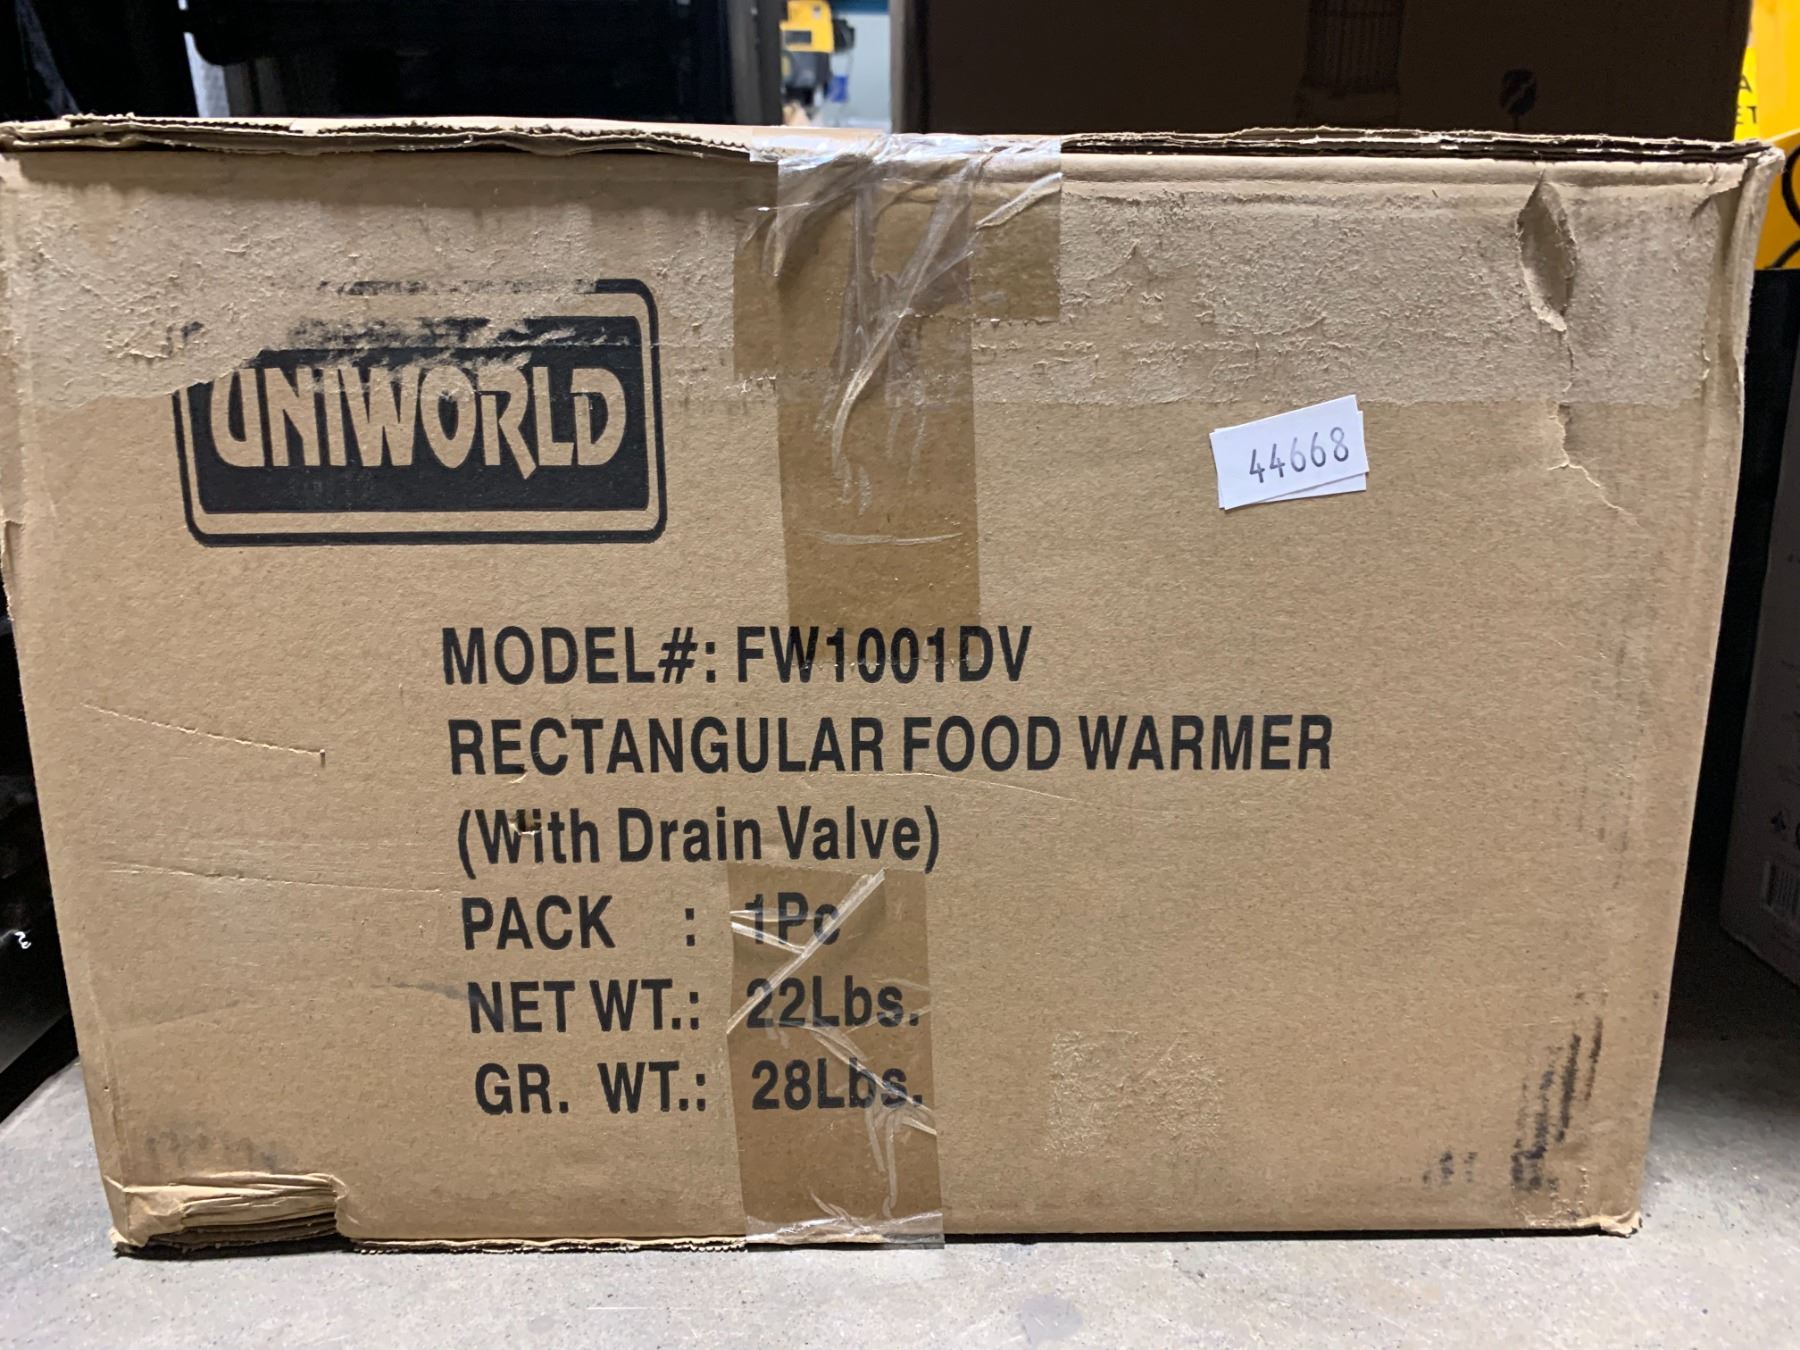 UNIWORLD
44668
MODEL#: FW1001DV
RECTANGULAR FOOD WARMER
(With Drain Valve)
PACK : 1Pc
NET WT.: 22Lbs.
GR. WT.: 28Lbs.